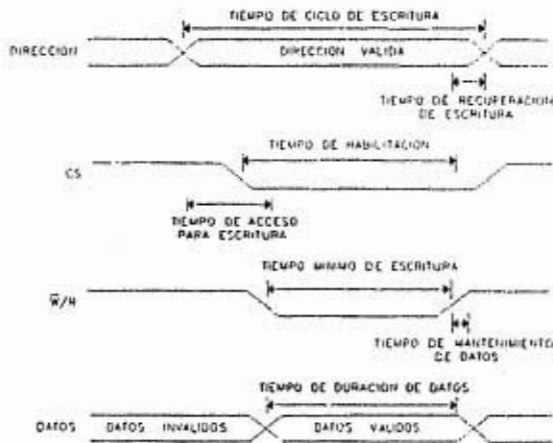 TIEMPO DE CICLO DE ESCRITURA
DIRECCION
DIRECCION VALIDA
TIEMPO DE RECUPERACION
DE ESCRITURA
TIEMPO DE HABILITACION
CS
TIEMPO DE ACCESO
PARA ESCRITURA
TIEMPO MINIMO DE ESCRITURA
W̅/R
TIEMPO DE MANTENIMIENTO
DE DATOS
TIEMPO DE DURACION DE DATOS
DATOS
DATOS INVALIDOS
DATOS VALIDOS